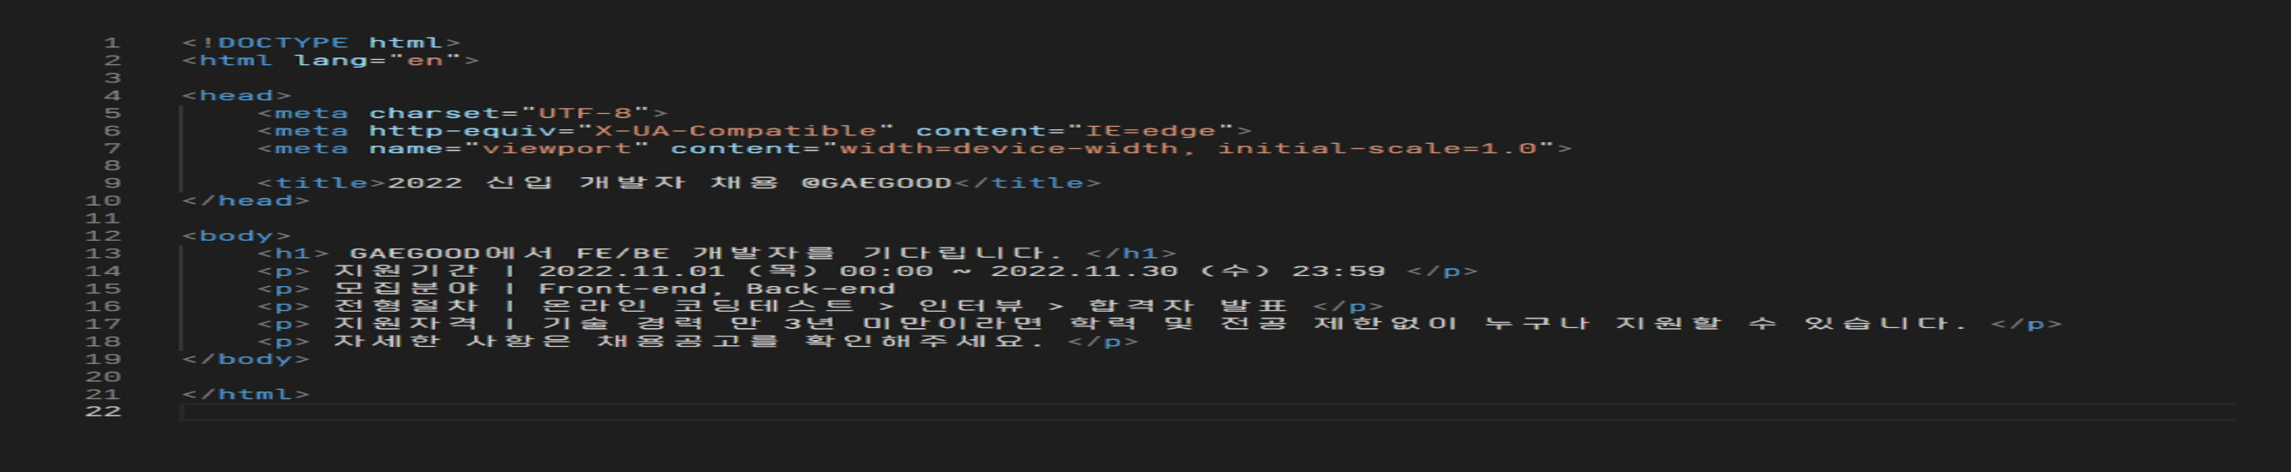 1 <!DOCTYPE html>
2 <html lang="en">
3
4 <head>
5 <meta charset="UTF-8">
6 <meta http-equiv="X-UA-Compatible" content="IE=edge">
7 <meta name="viewport" content="width=device-width, initial-scale=1.0">
8
9 <title>2022 신입 개발자 채용 @GAEGOOD</title>
10 </head>
11
12 <body>
13 <h1> GAEGOOD에서 FE/BE 개발자를 기다립니다. </h1>
14 <p> 지원기간 | 2022.11.01 (목) 00:00 ~ 2022.11.30 (수) 23:59 </p>
15 <p> 모집분야 | Front-end, Back-end
16 <p> 전형절차 | 온라인 코딩테스트 > 인터뷰 > 합격자 발표 </p>
17 <p> 지원자격 | 기술 경력 만 3년 미만이라면 학력 및 전공 제한없이 누구나 지원할 수 있습니다. </p>
18 <p> 자세한 사항은 채용공고를 확인해주세요. </p>
19 </body>
20
21 </html>
22